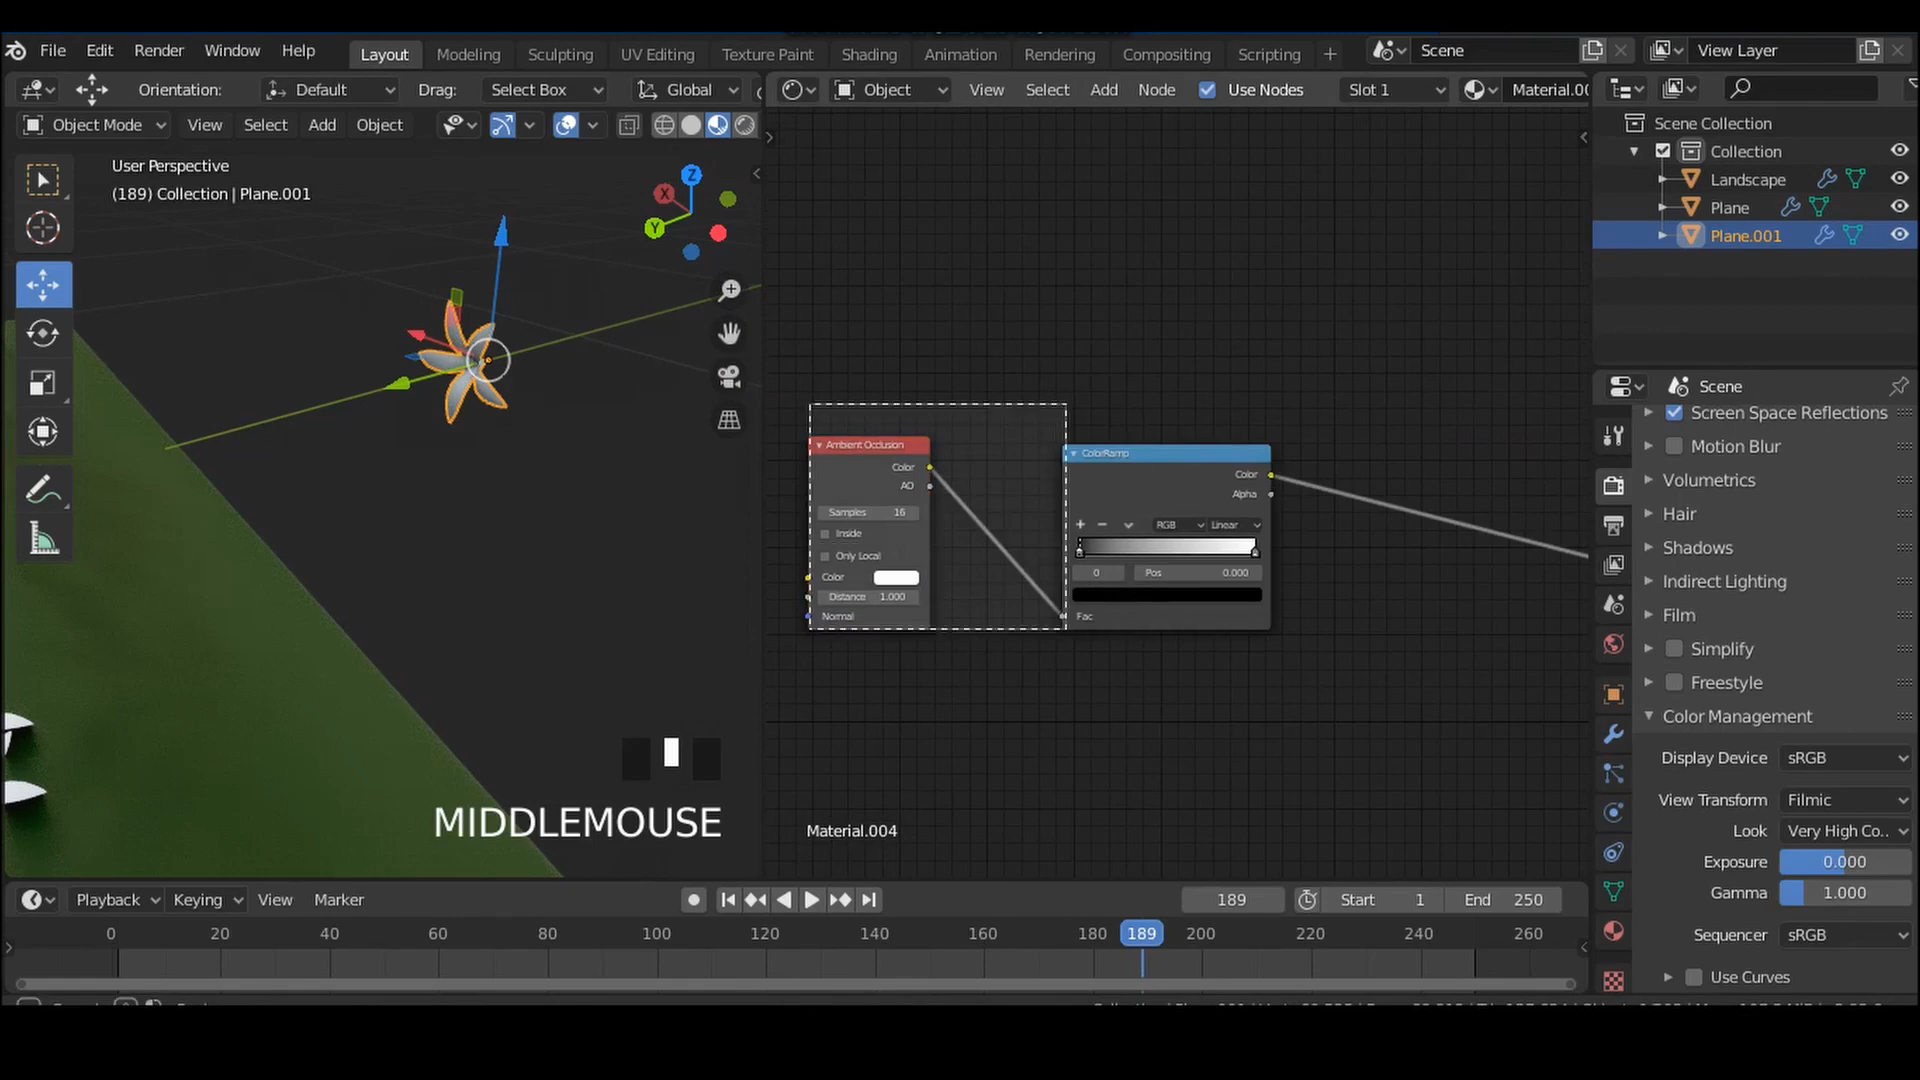 File Edit Render Window Help Layout Modeling Sculpting UV Editing Texture Paint Shading Animation Rendering Compositing Scripting + Scene View Layer
Orientation: Default Drag: Select Box Global Object View Select Add Node Use Nodes Slot 1 Material.00
Object Mode View Select Add Object
User Perspective
(189) Collection | Plane.001
Z
X
Y
Scene Collection
Collection
Landscape
Plane
Plane.001
Ambient Occlusion
Color
AO
Samples 16
Inside
Only Local
Color
Distance 1.000
Normal
ColorRamp
Color
Alpha
+ - RGB Linear
0 Pos 0.000
Fac
Material.004
MIDDLEMOUSE
Scene
Screen Space Reflections
Motion Blur
Volumetrics
Hair
Shadows
Indirect Lighting
Film
Simplify
Freestyle
Color Management
Display Device sRGB
View Transform Filmic
Look Very High Co..
Exposure 0.000
Gamma 1.000
Sequencer sRGB
Use Curves
Playback Keying View Marker 189 Start 1 End 250
0 20 40 60 80 100 120 140 160 180 189 200 220 240 260